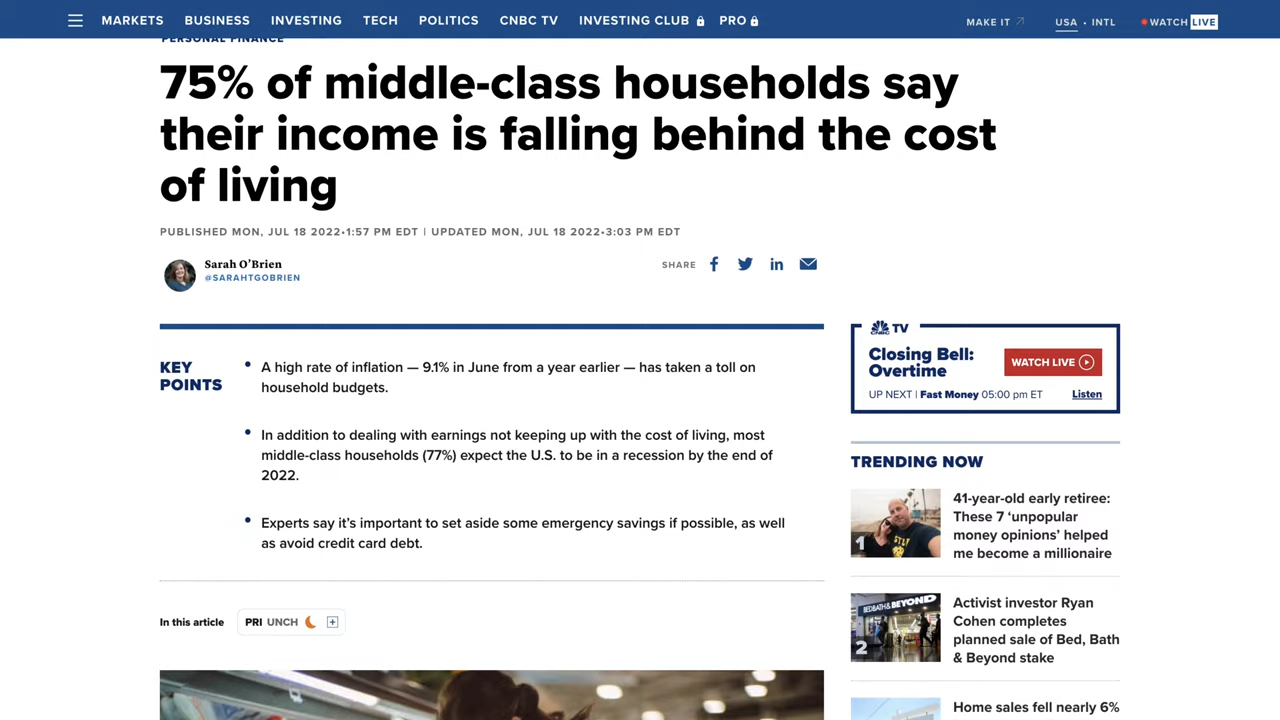 MARKETS BUSINESS INVESTING TECH POLITICS CNBC TV INVESTING CLUB PRO MAKE IT USA • INTL WATCH LIVE
PERSONAL FINANCE
75% of middle-class households say
their income is falling behind the cost
of living
PUBLISHED MON, JUL 18 2022•1:57 PM EDT | UPDATED MON, JUL 18 2022•3:03 PM EDT
Sarah O'Brien
@SARAHTGOBRIEN
SHARE
KEY
POINTS
• A high rate of inflation — 9.1% in June from a year earlier — has taken a toll on
household budgets.
• In addition to dealing with earnings not keeping up with the cost of living, most
middle-class households (77%) expect the U.S. to be in a recession by the end of
2022.
• Experts say it's important to set aside some emergency savings if possible, as well
as avoid credit card debt.
In this article PRI UNCH
CNBC TV
Closing Bell:
Overtime
WATCH LIVE
UP NEXT | Fast Money 05:00 pm ET Listen
TRENDING NOW
1
41-year-old early retiree:
These 7 ‘unpopular
money opinions’ helped
me become a millionaire
BED BATH & BEYOND
2
Activist investor Ryan
Cohen completes
planned sale of Bed, Bath
& Beyond stake
Home sales fell nearly 6%